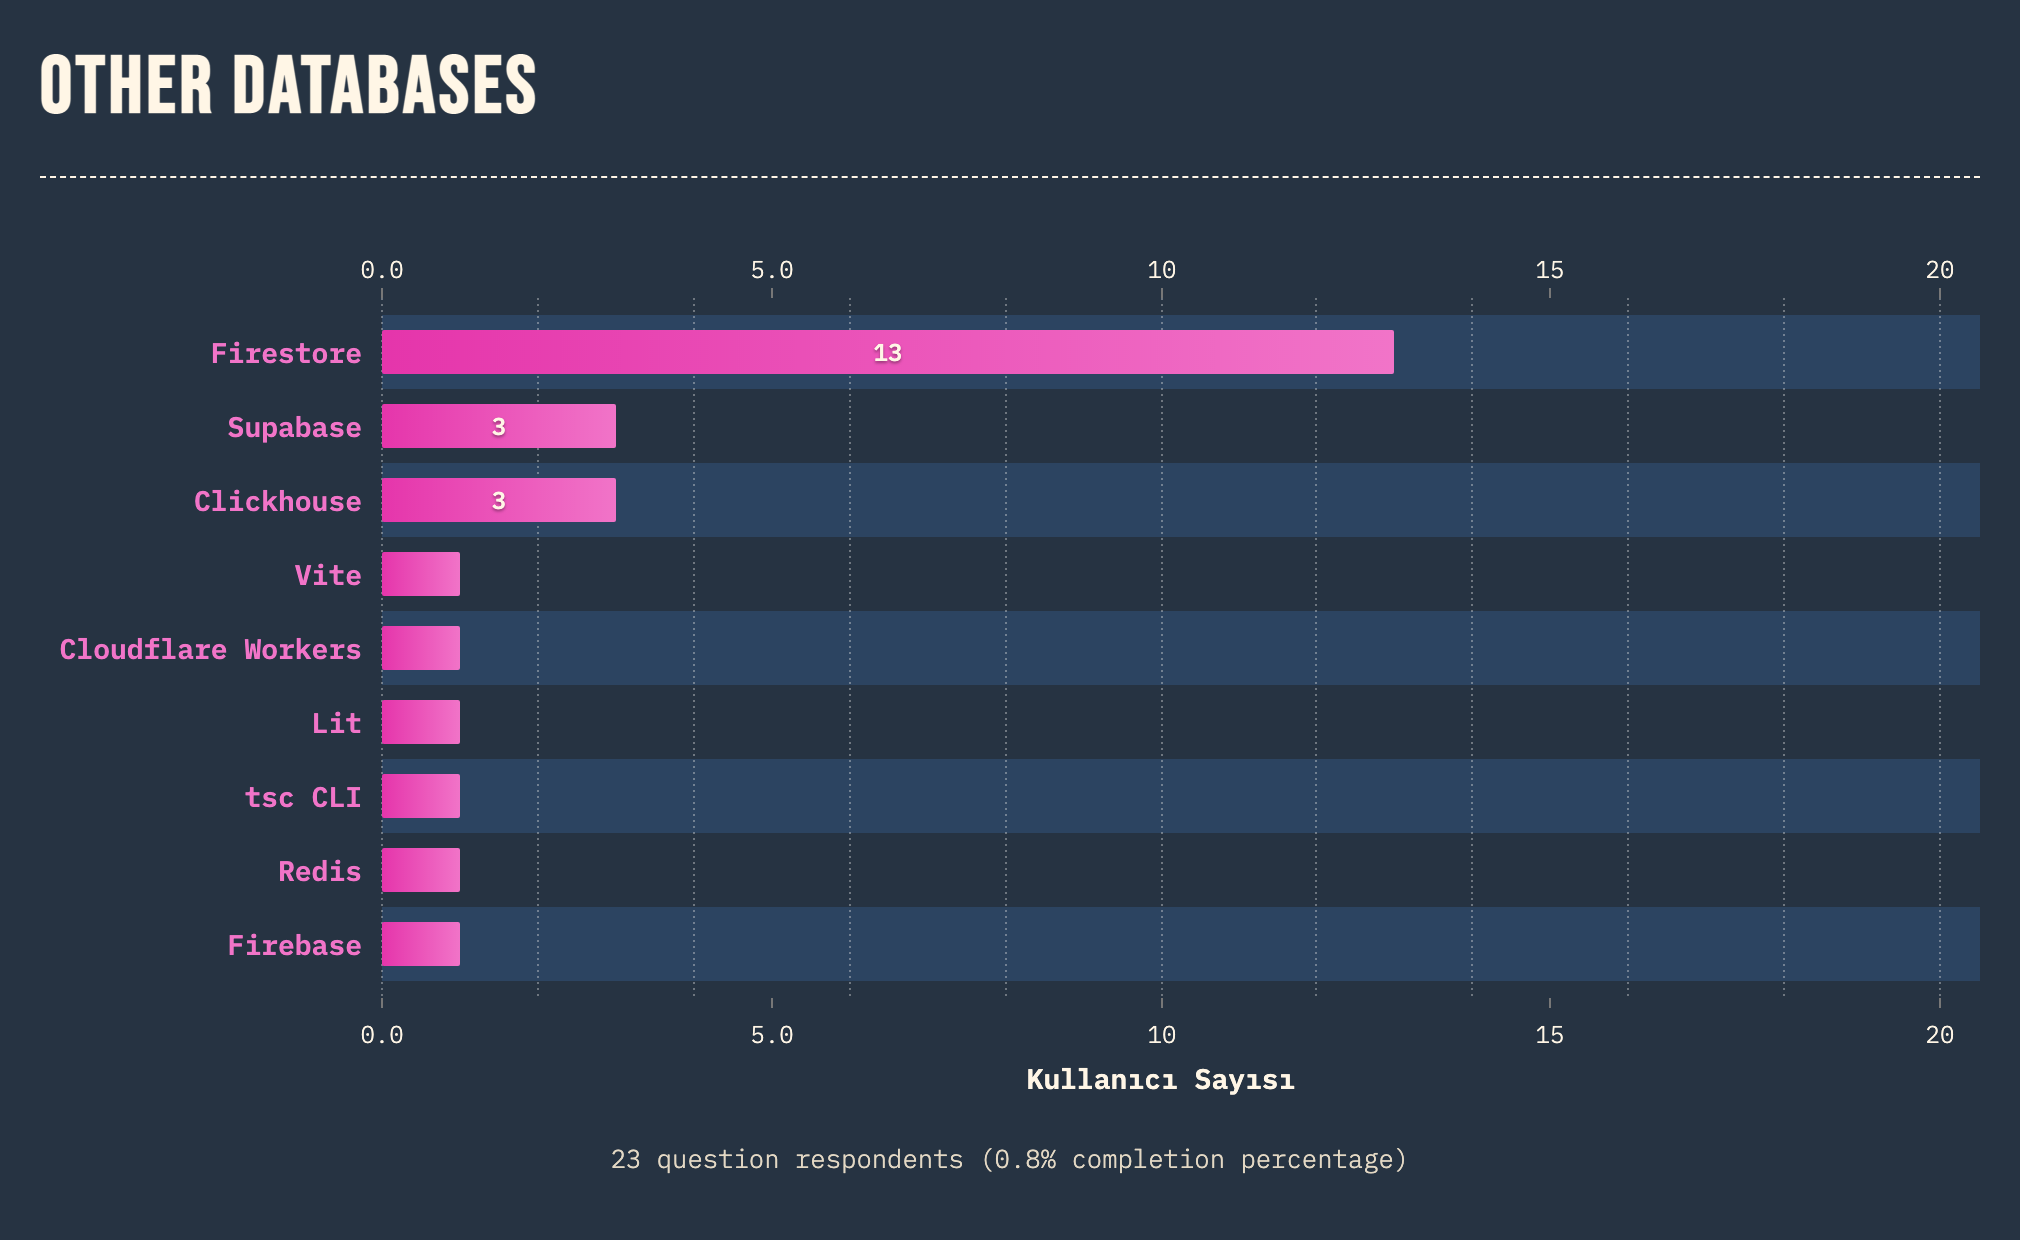 OTHER DATABASES
0.0 5.0 10 15 20
Firestore 13
Supabase 3
Clickhouse 3
Vite
Cloudflare Workers
Lit
tsc CLI
Redis
Firebase
0.0 5.0 10 15 20
Kullanıcı Sayısı
23 question respondents (0.8% completion percentage)